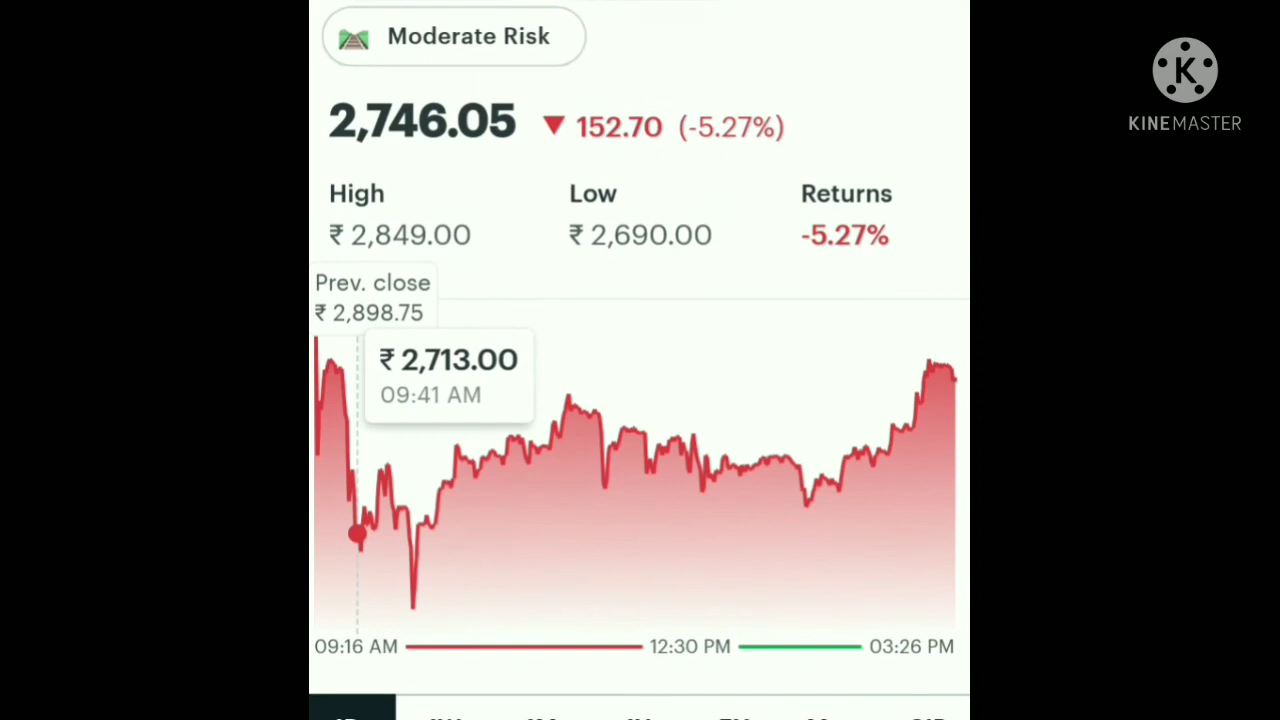 Moderate Risk
2,746.05 ▼ 152.70 (-5.27%)
High Low Returns
₹ 2,849.00 ₹ 2,690.00 -5.27%
Prev. close
₹ 2,898.75
₹ 2,713.00
09:41 AM
09:16 AM 12:30 PM 03:26 PM
K
KINEMASTER